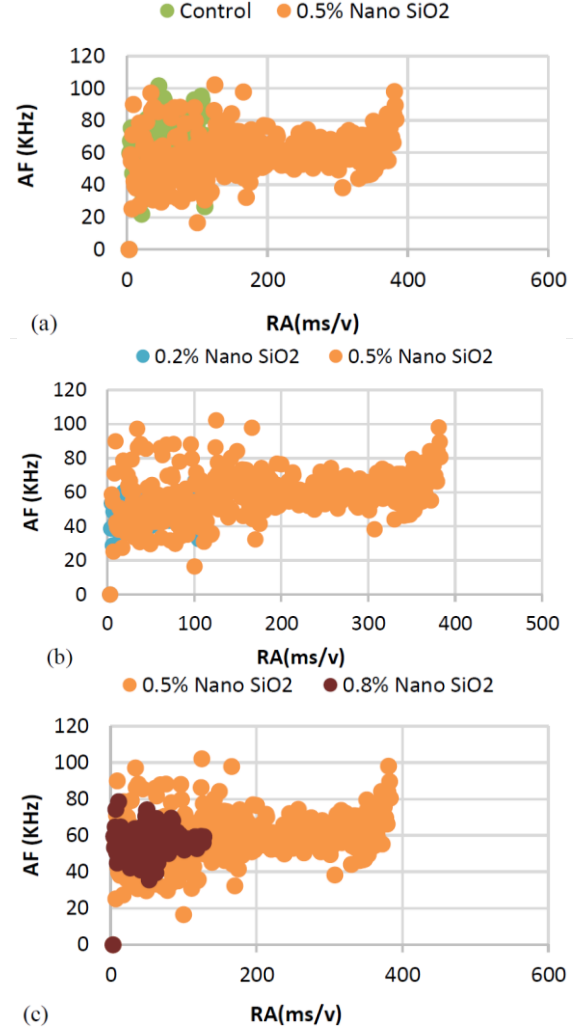 Control 0.5% Nano SiO2
120
100
80
60
40
20
0
AF (KHz)
0 200 400 600
RA(ms/v)
(a)
0.2% Nano SiO2 0.5% Nano SiO2
120
100
80
60
40
20
0
AF (KHz)
0 100 200 300 400 500
RA(ms/v)
(b)
0.5% Nano SiO2 0.8% Nano SiO2
120
100
80
60
40
20
0
AF (KHz)
0 200 400 600
RA(ms/v)
(c)